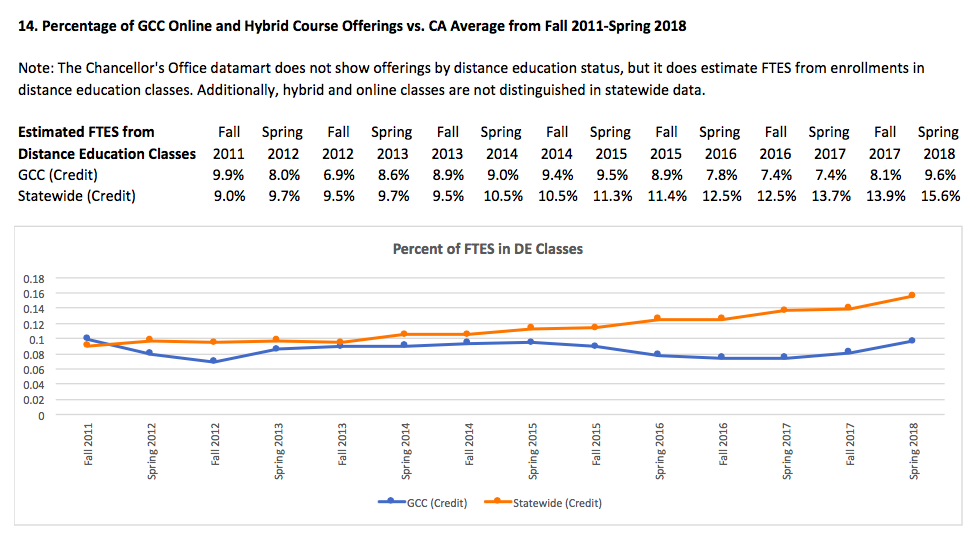 14. Percentage of GCC Online and Hybrid Course Offerings vs. CA Average from Fall 2011-Spring 2018
Note: The Chancellor's Office datamart does not show offerings by distance education status, but it does estimate FTES from enrollments in
distance education classes. Additionally, hybrid and online classes are not distinguished in statewide data.
Estimated FTES from Fall Spring Fall Spring Fall Spring Fall Spring Fall Spring Fall Spring Fall Spring
Distance Education Classes 2011 2012 2012 2013 2013 2014 2014 2015 2015 2016 2016 2017 2017 2018
GCC (Credit) 9.9% 8.0% 6.9% 8.6% 8.9% 9.0% 9.4% 9.5% 8.9% 7.8% 7.4% 7.4% 8.1% 9.6%
Statewide (Credit) 9.0% 9.7% 9.5% 9.7% 9.5% 10.5% 10.5% 11.3% 11.4% 12.5% 12.5% 13.7% 13.9% 15.6%
Percent of FTES in DE Classes
0.18
0.16
0.14
0.12
0.1
0.08
0.06
0.04
0.02
0
Fall 2011
Spring 2012
Fall 2012
Spring 2013
Fall 2013
Spring 2014
Fall 2014
Spring 2015
Fall 2015
Spring 2016
Fall 2016
Spring 2017
Fall 2017
Spring 2018
GCC (Credit) Statewide (Credit)